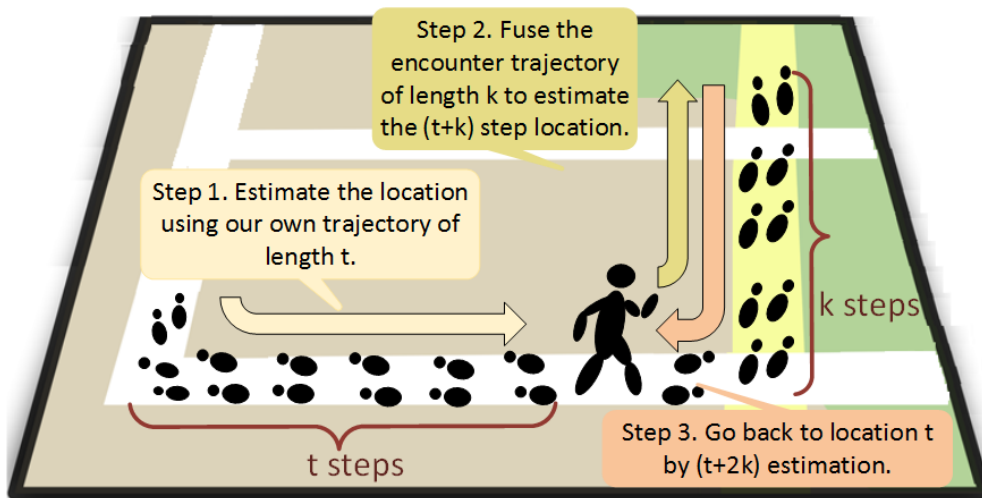 Step 2. Fuse the
encounter trajectory
of length k to estimate
the (t+k) step location.
Step 1. Estimate the location
using our own trajectory of
length t.
k steps
t steps
Step 3. Go back to location t
by (t+2k) estimation.